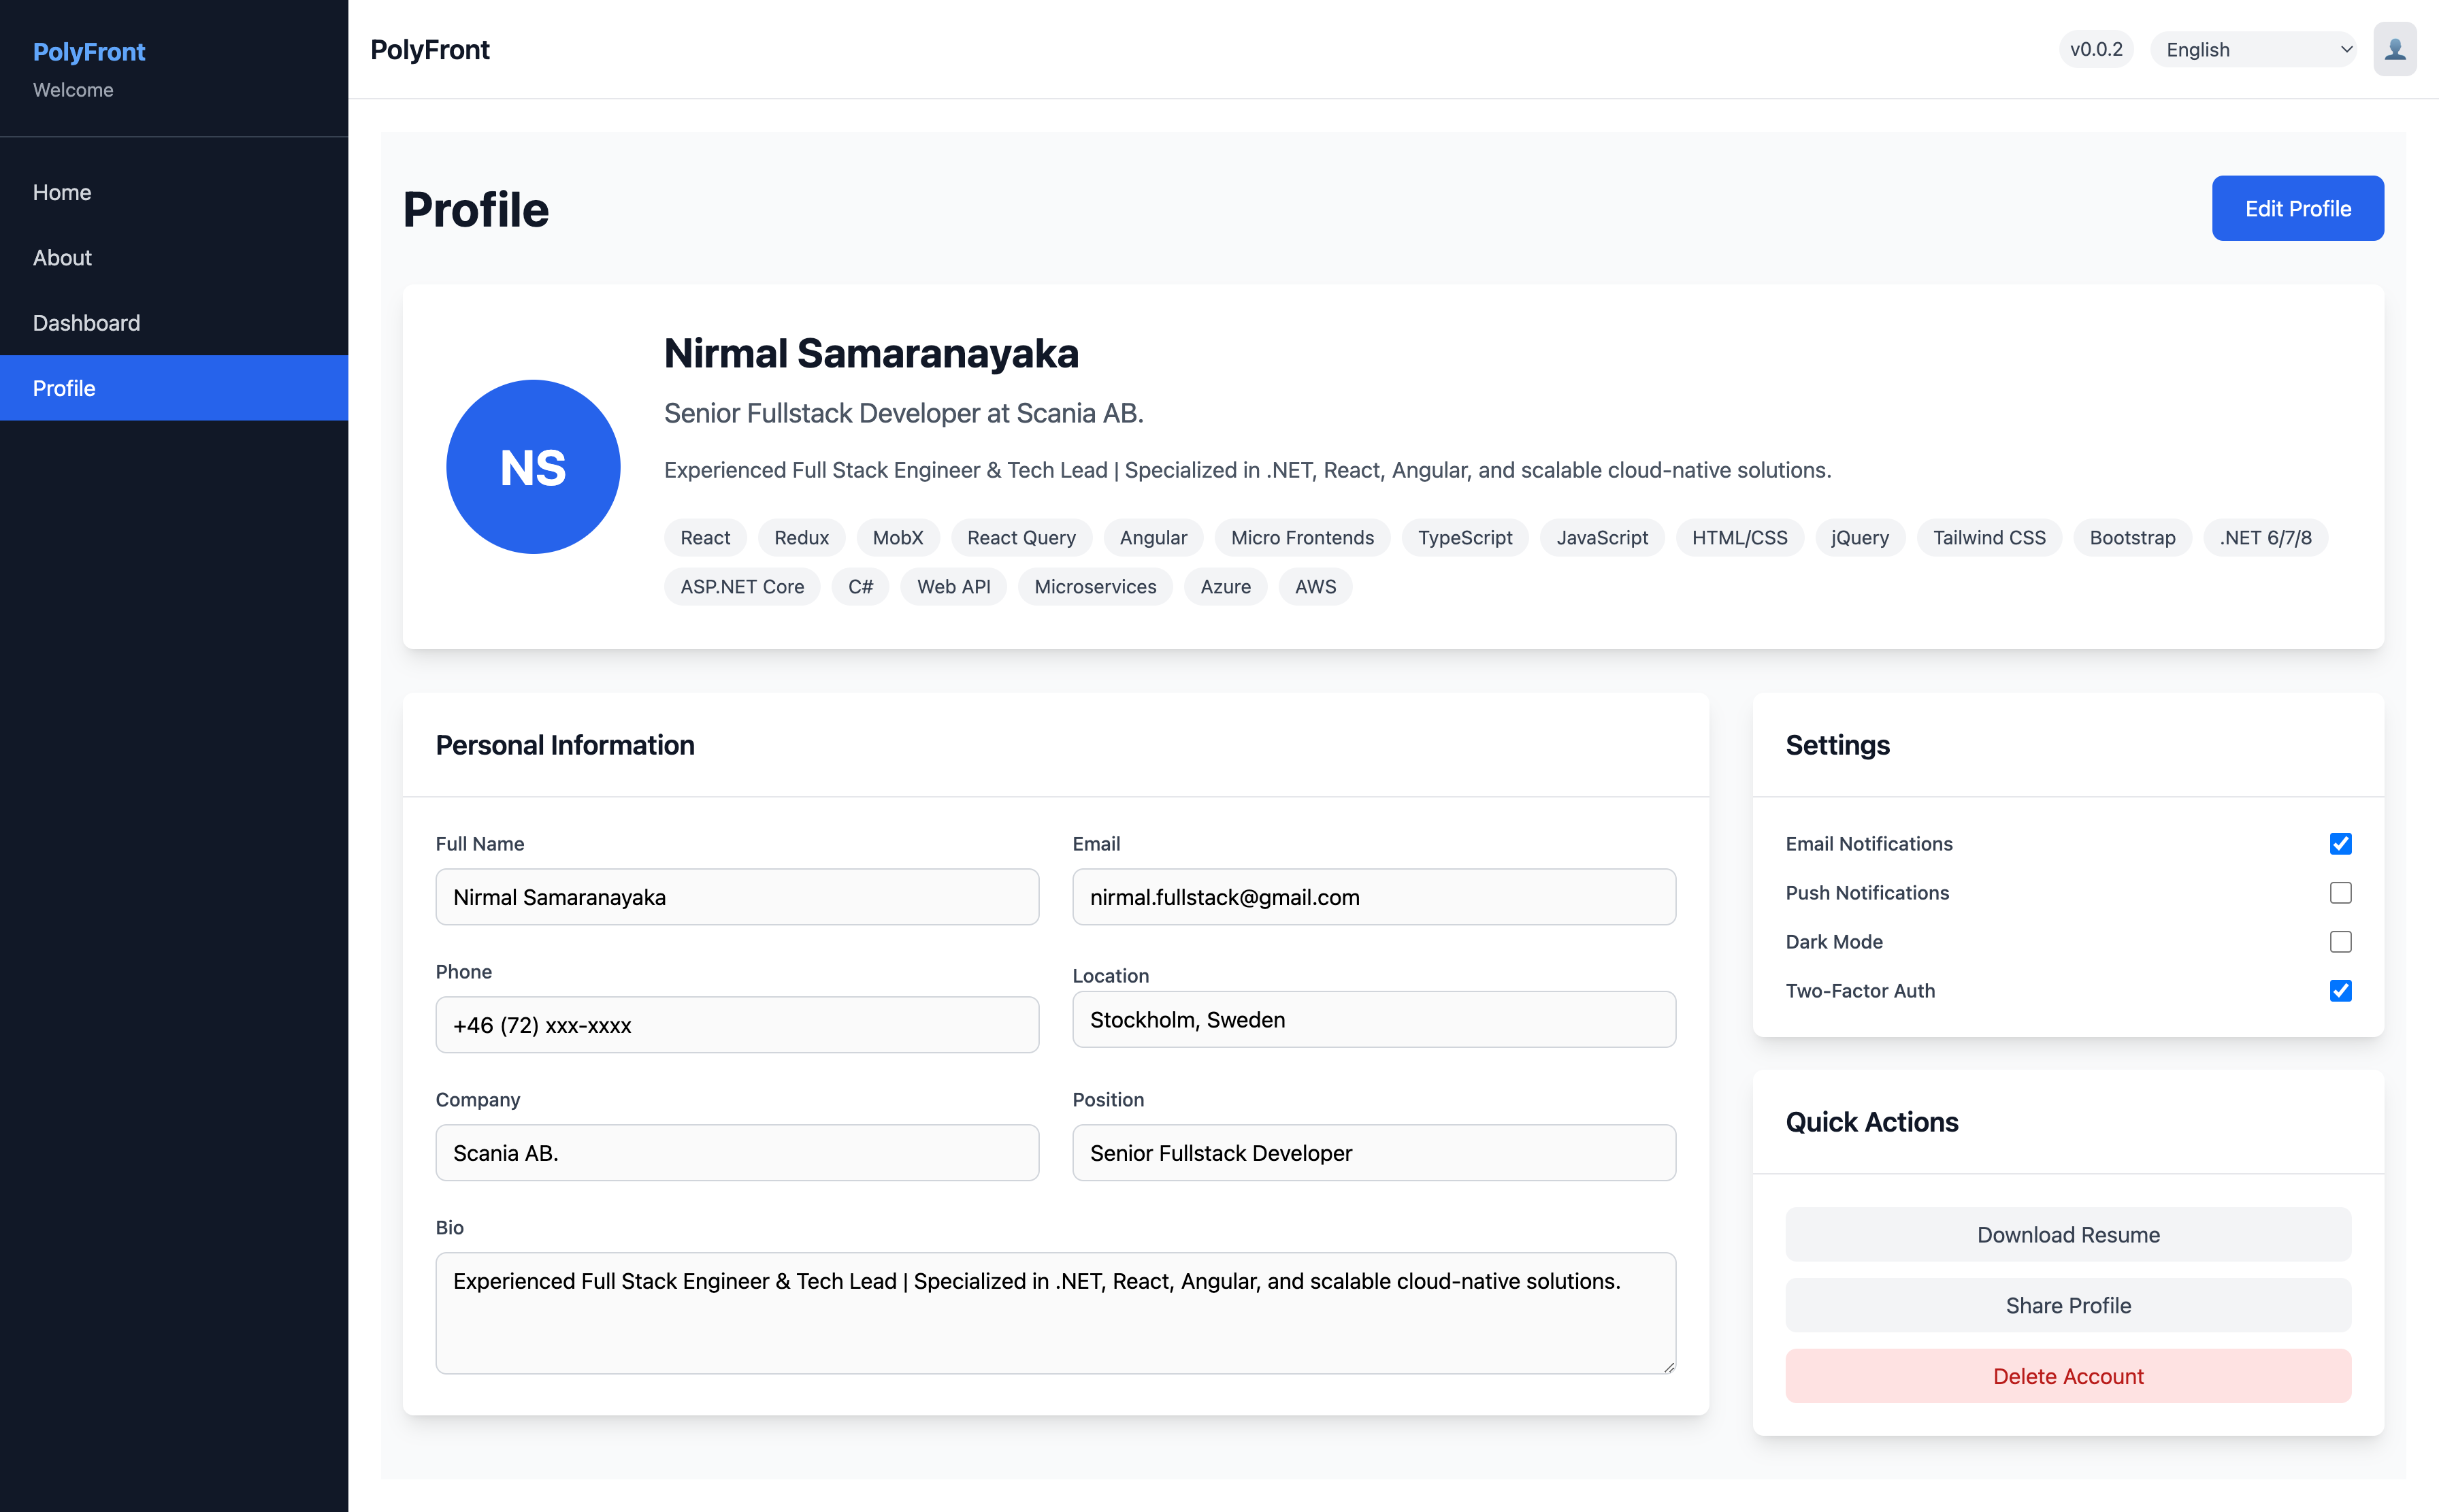 PolyFront
Welcome
Home
About
Dashboard
Profile
PolyFront
v0.0.2
English
Profile
Edit Profile
NS
Nirmal Samaranayaka
Senior Fullstack Developer at Scania AB.
Experienced Full Stack Engineer & Tech Lead | Specialized in .NET, React, Angular, and scalable cloud-native solutions.
React Redux MobX React Query Angular Micro Frontends TypeScript JavaScript HTML/CSS jQuery Tailwind CSS Bootstrap .NET 6/7/8
ASP.NET Core C# Web API Microservices Azure AWS
Personal Information
Full Name
Nirmal Samaranayaka
Email
nirmal.fullstack@gmail.com
Phone
+46 (72) xxx-xxxx
Location
Stockholm, Sweden
Company
Scania AB.
Position
Senior Fullstack Developer
Bio
Experienced Full Stack Engineer & Tech Lead | Specialized in .NET, React, Angular, and scalable cloud-native solutions.
Settings
Email Notifications
Push Notifications
Dark Mode
Two-Factor Auth
Quick Actions
Download Resume
Share Profile
Delete Account